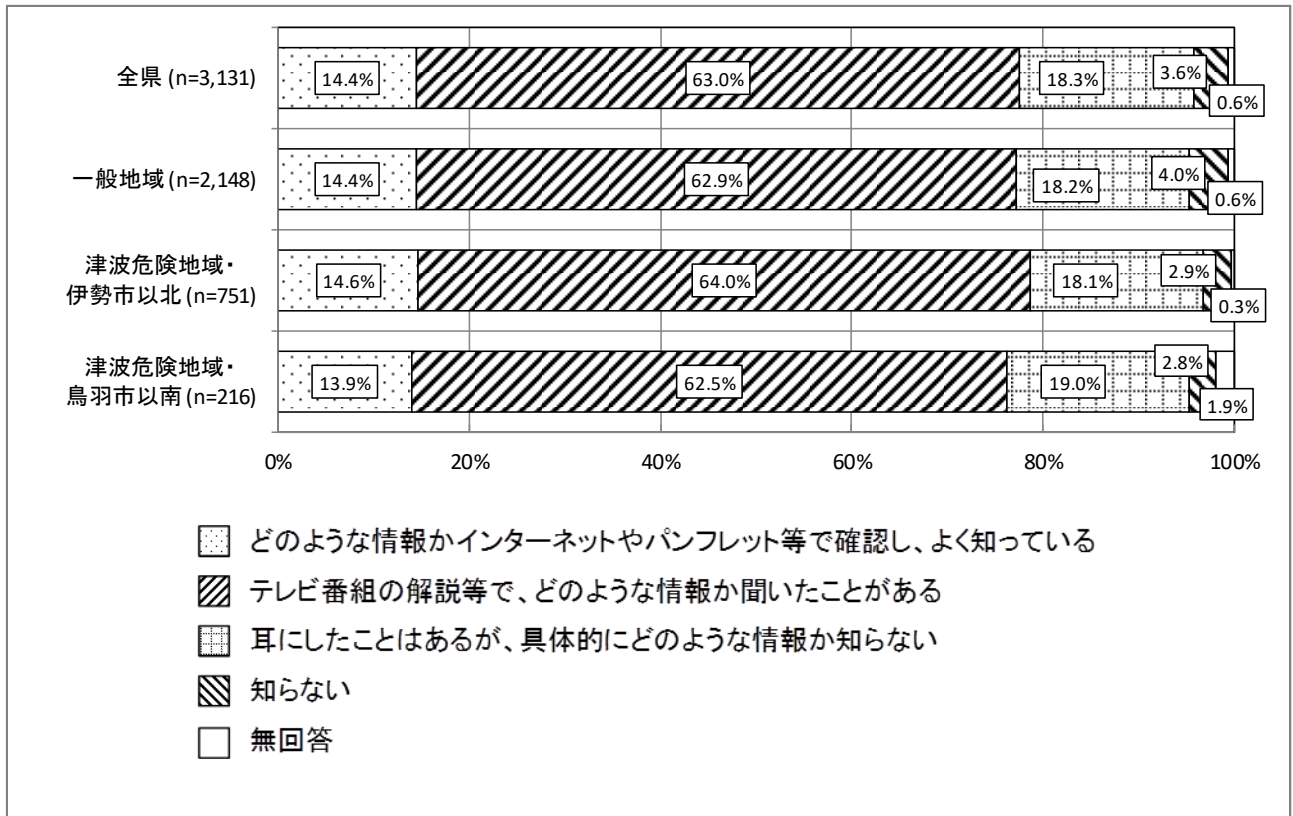 全県 (n=3,131)
14.4%
63.0%
18.3%
3.6%
0.6%
一般地域 (n=2,148)
14.4%
62.9%
18.2%
4.0%
0.6%
津波危険地域・
伊勢市以北 (n=751)
14.6%
64.0%
18.1%
2.9%
0.3%
津波危険地域・
鳥羽市以南 (n=216)
13.9%
62.5%
19.0%
2.8%
1.9%
0%
20%
40%
60%
80%
100%
どのような情報かインターネットやパンフレット等で確認し、よく知っている
テレビ番組の解説等で、どのような情報か聞いたことがある
耳にしたことはあるが、具体的にどのような情報か知らない
知らない
無回答